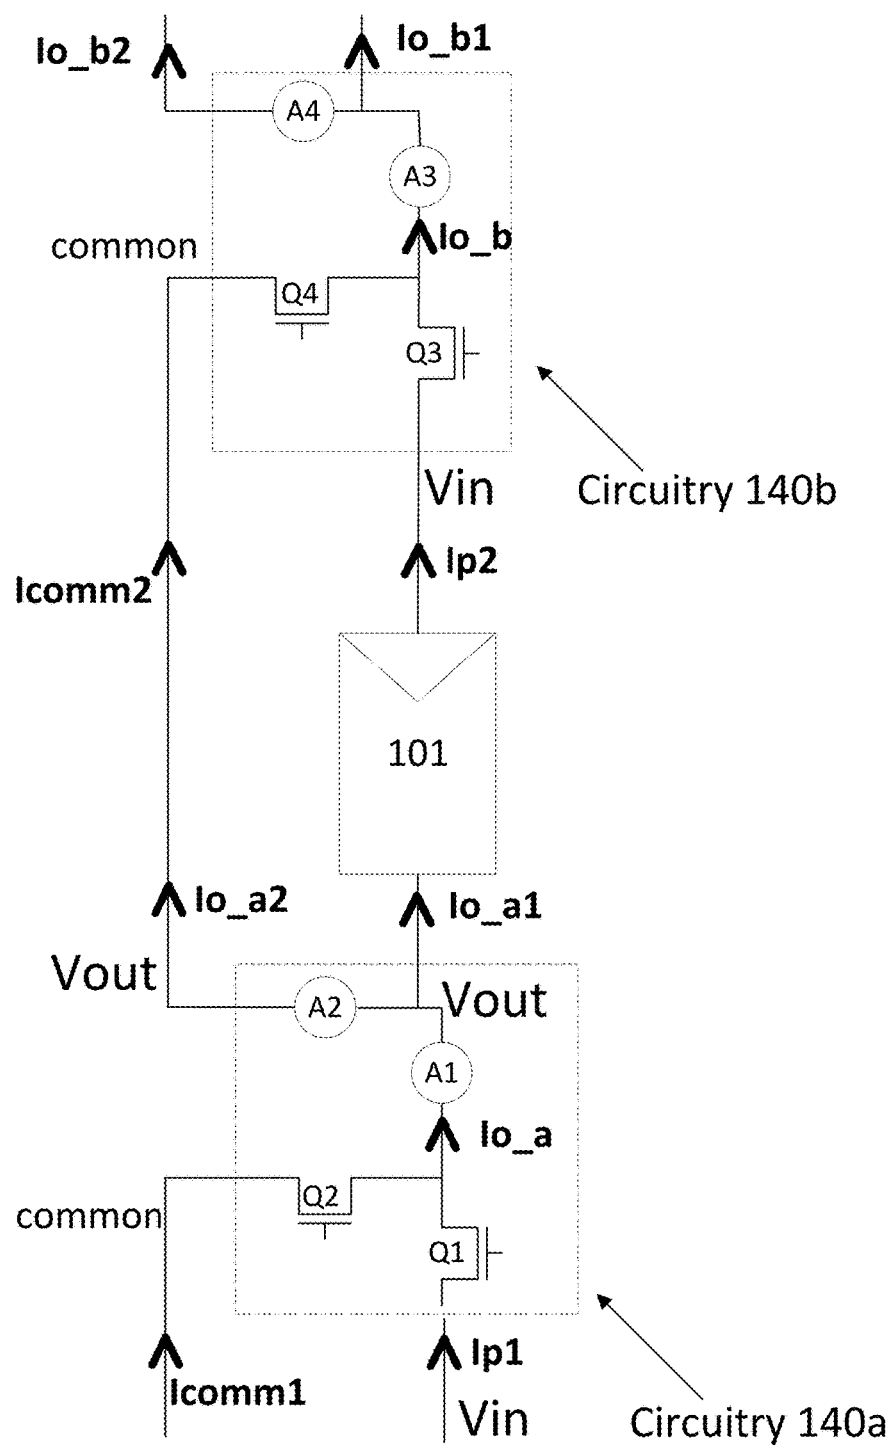 Io_b2
Io_b1
A4
A3
Io_b
common
Q4
Q3
Vin
Circuitry 140b
Ip2
Icomm2
101
Io_a2
Io_a1
Vout
A2
Vout
A1
Io_a
Q2
common
Q1
Ip1
Icomm1
Vin
Circuitry 140a